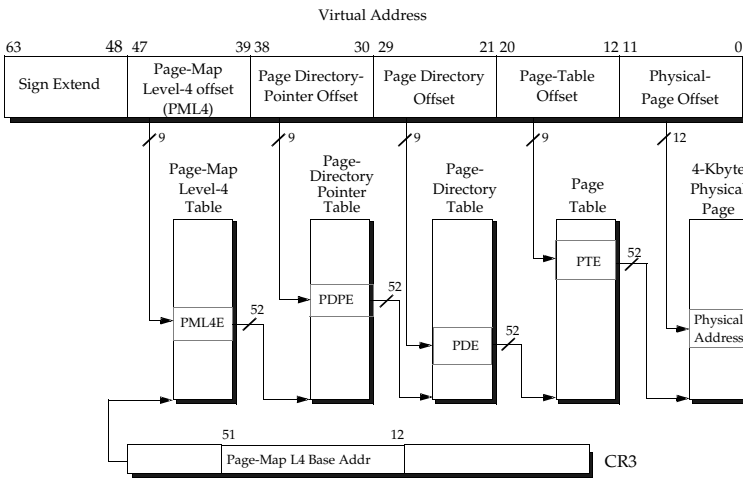 Virtual Address
63 48 47 39 38 30 29 21 20 12 11 0
Sign Extend
Page-Map
Level-4 offset
(PML4)
Page Directory-
Pointer Offset
Page Directory
Offset
Page-Table
Offset
Physical-
Page Offset
9 9 9 9 12
Page-Map
Level-4
Table
Page-
Directory
Pointer
Table
Page-
Directory
Table
Page
Table
4-Kbyte
Physical
Page
PML4E
52
PDPE
52
PDE
52
PTE
52
Physical
Address
51 12
Page-Map L4 Base Addr
CR3